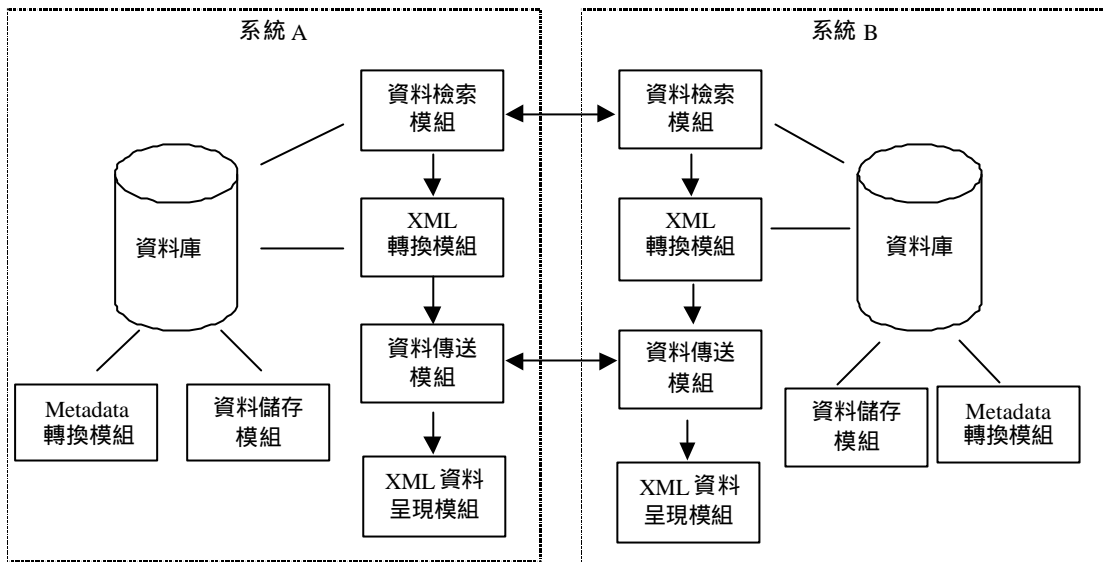 系統 A
資料檢索
模組
XML
轉換模組
資料庫
資料傳送
模組
Metadata
轉換模組
資料儲存
模組
XML 資料
呈現模組
系統 B
資料檢索
模組
XML
轉換模組
資料庫
資料傳送
模組
資料儲存
模組
Metadata
轉換模組
XML 資料
呈現模組